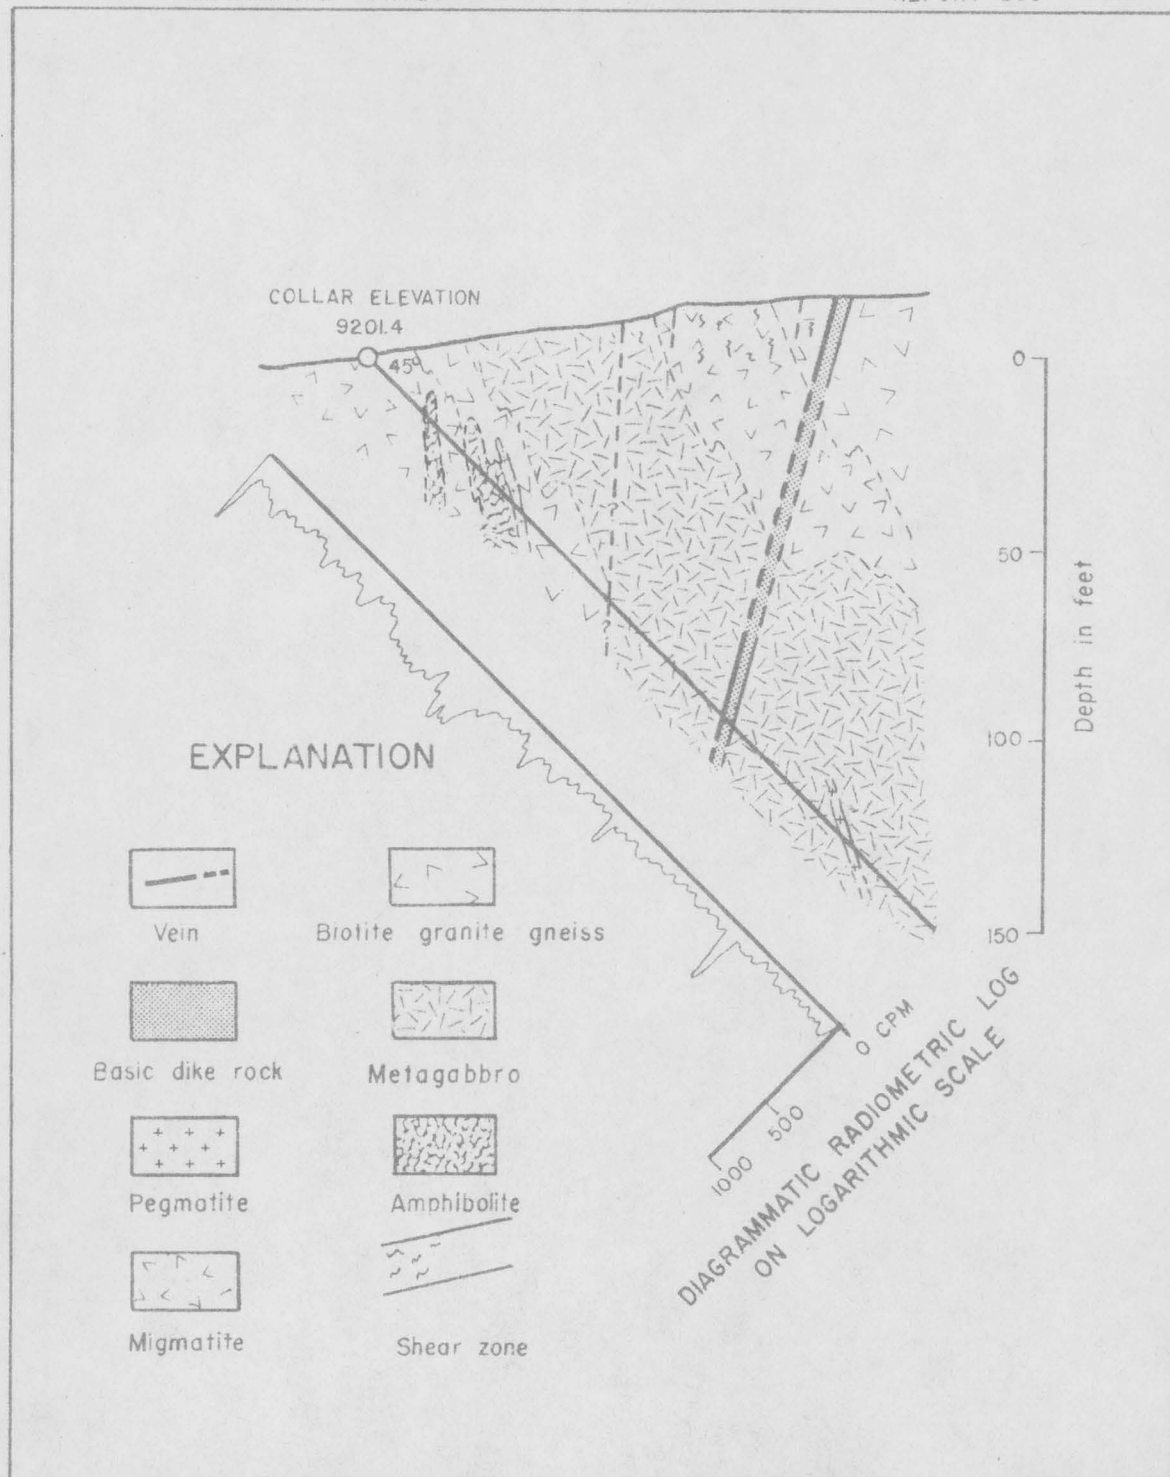 COLLAR ELEVATION
9201.4
45°
0
50
100
150
Depth in feet
EXPLANATION
Vein
Biotite granite gneiss
Basic dike rock
Metagabbro
Pegmatite
Amphibolite
Migmatite
Shear zone
0 CPM
500
1000
DIAGRAMMATIC RADIOMETRIC LOG
ON LOGARITHMIC SCALE